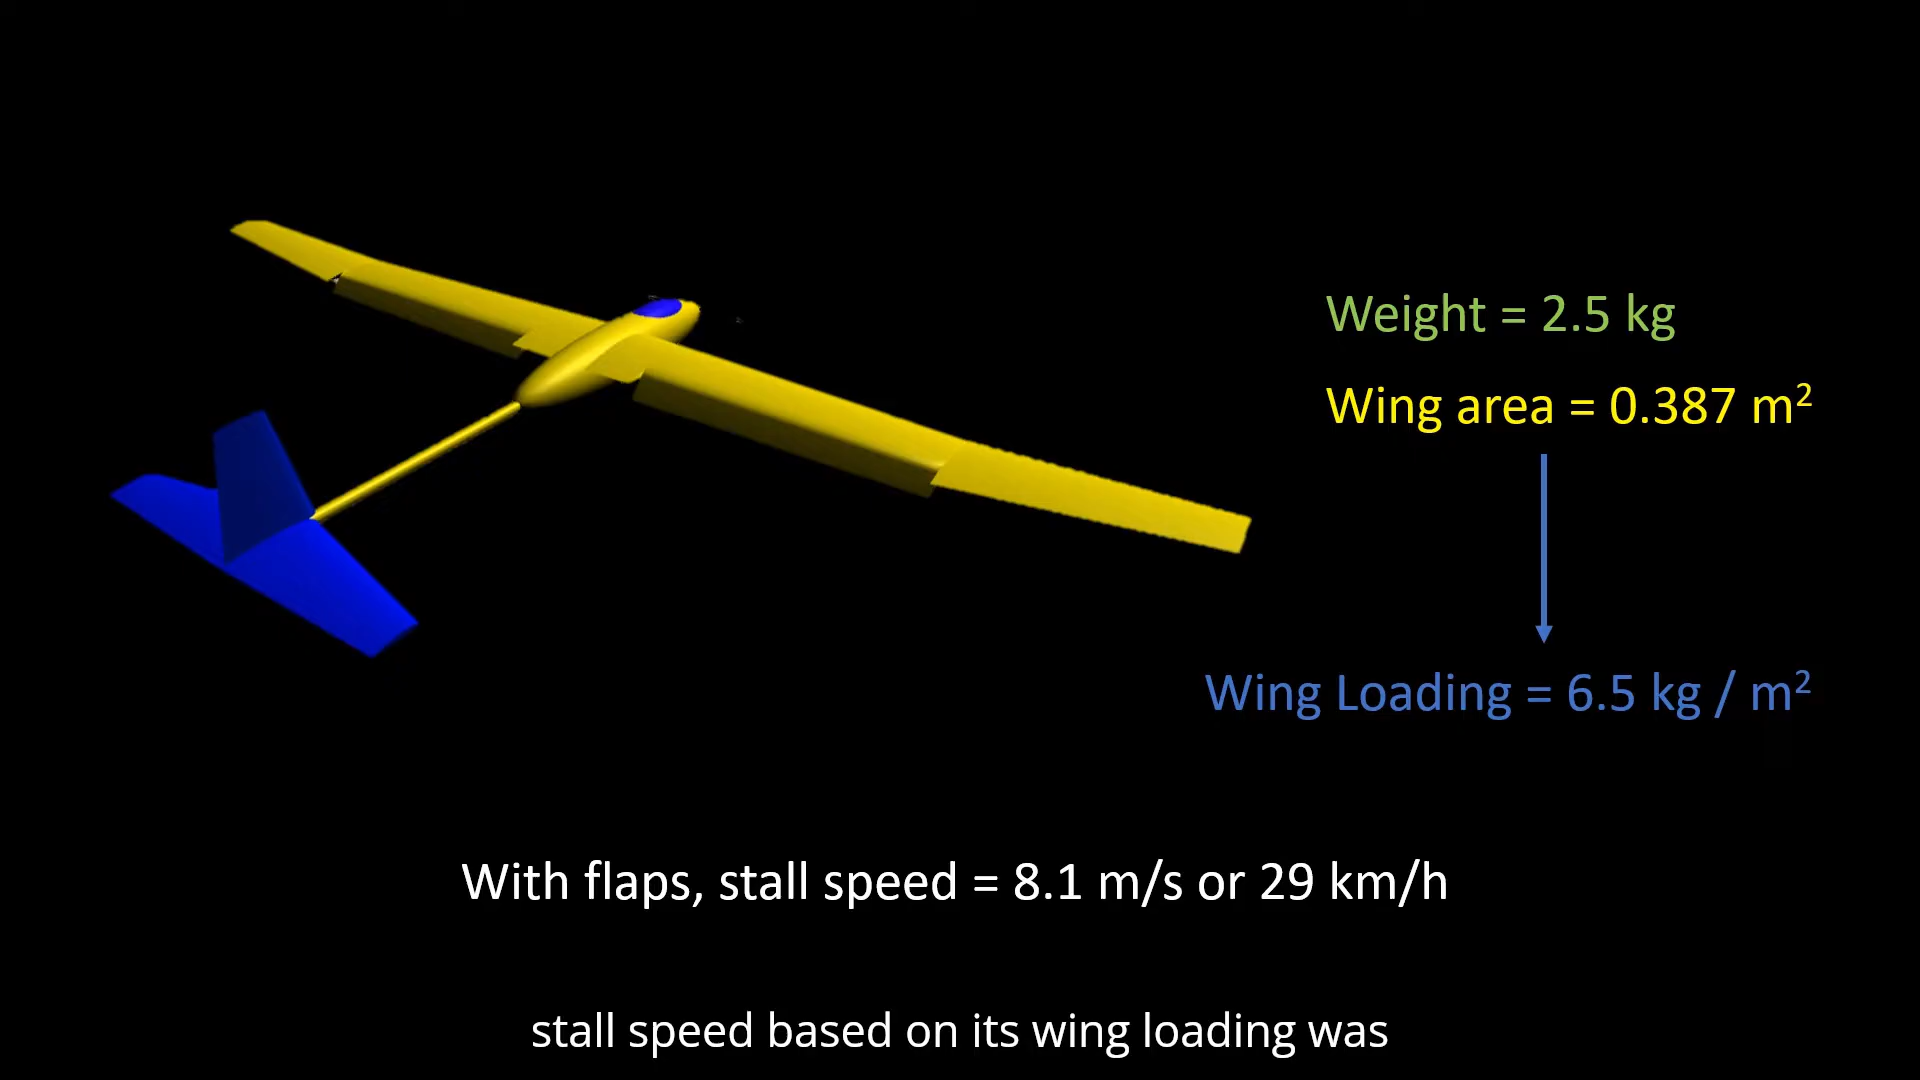 Weight = 2.5 kg
Wing area = 0.387 m²
Wing Loading = 6.5 kg / m²
With flaps, stall speed = 8.1 m/s or 29 km/h
stall speed based on its wing loading was